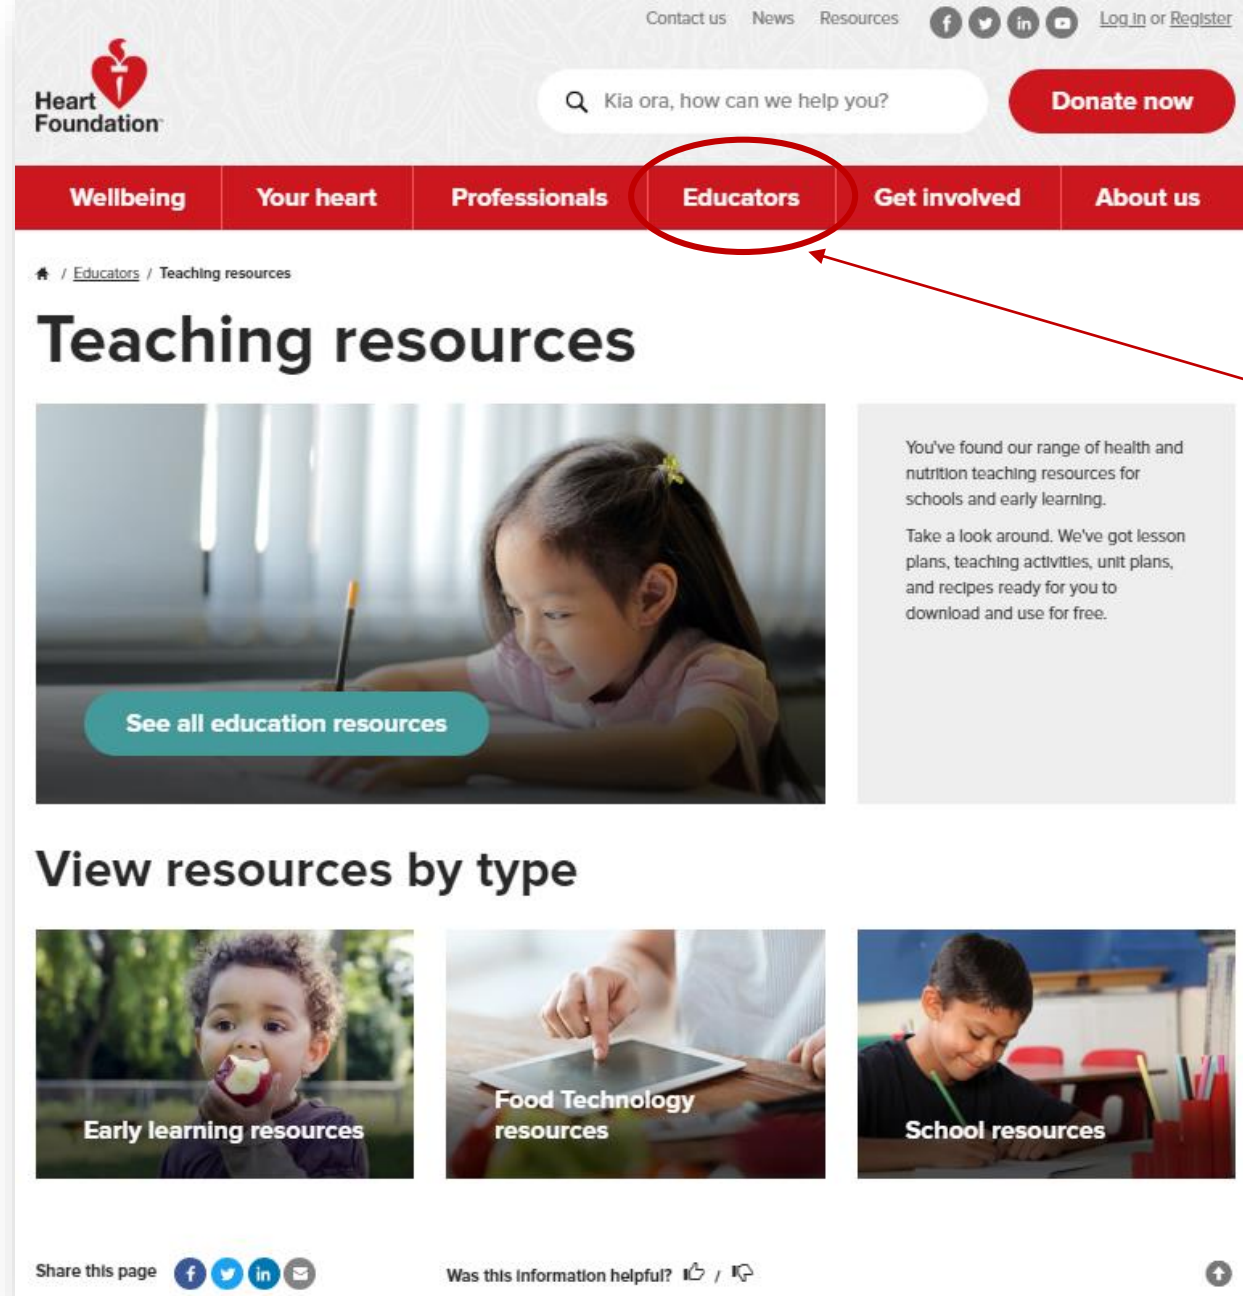 Contact us News Resources Log in or Register
Heart
Foundation
Kia ora, how can we help you?
Donate now
Wellbeing Your heart Professionals Educators Get involved About us
/ Educators / Teaching resources
Teaching resources
You've found our range of health and
nutrition teaching resources for
schools and early learning.
Take a look around. We've got lesson
plans, teaching activities, unit plans,
and recipes ready for you to
download and use for free.
See all education resources
View resources by type
Early learning resources
Food Technology
resources
School resources
Share this page
Was this information helpful? /